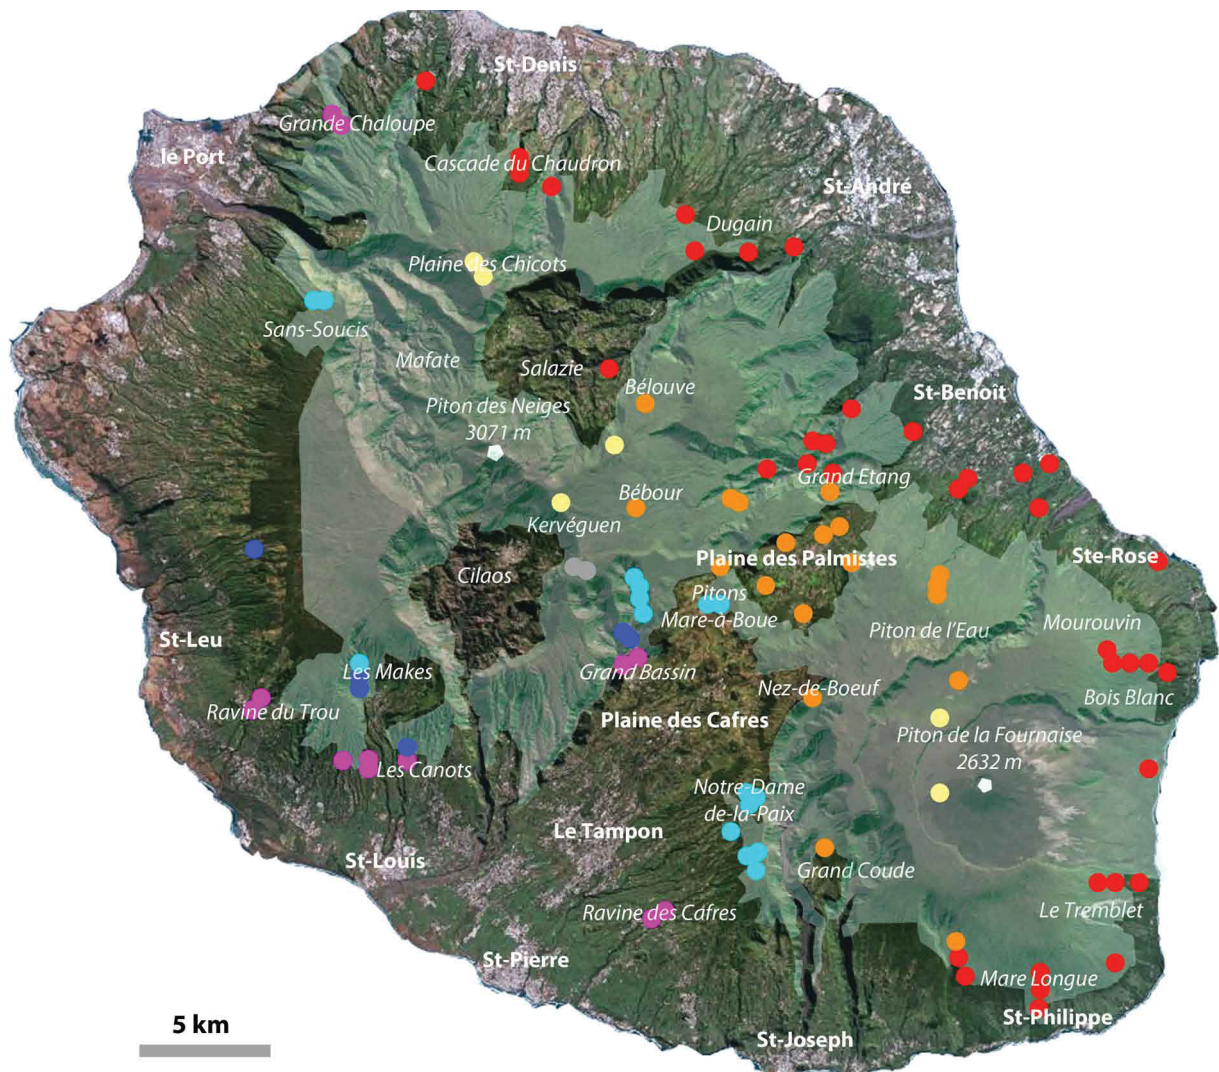 St-Denis
Grande Chaloupe
le Port
Cascade du Chaudron
St-André
Dugain
Plaine des Chicots
Sans-Soucis
Mafate
Salazie
Bélouve
Piton des Neiges
3071 m
St-Benoît
Grand Etang
Bébour
Kervéguen
Plaine des Palmistes
Ste-Rose
Cilaos
Pitons
Mare-à-Boue
Piton de l'Eau
Mourouvin
St-Leu
Les Makes
Grand Bassin
Nez-de-Boeuf
Bois Blanc
Ravine du Trou
Plaine des Cafres
Piton de la Fournaise
2632 m
Les Canots
Notre-Dame
de-la-Paix
Le Tampon
St-Louis
Grand Coude
Ravine des Cafres
Le Tremblet
St-Pierre
Mare Longue
St-Philippe
5 km
St-Joseph